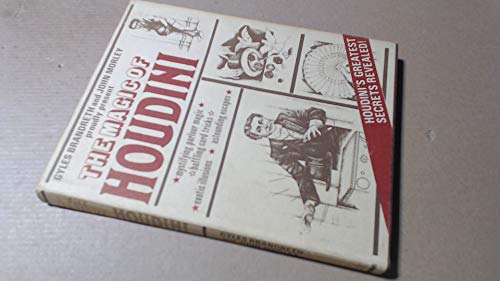 GYLES BRANDRETH and JOHN MORLEY
proudly present
THE MAGIC OF
HOUDINI
* mystifying parlour magic
* baffling card tricks *
exotic illusions * astounding escapes
HOUDINI'S GREATEST
SECRETS REVEALED!
HOUDINI
GYLES BRANDRETH